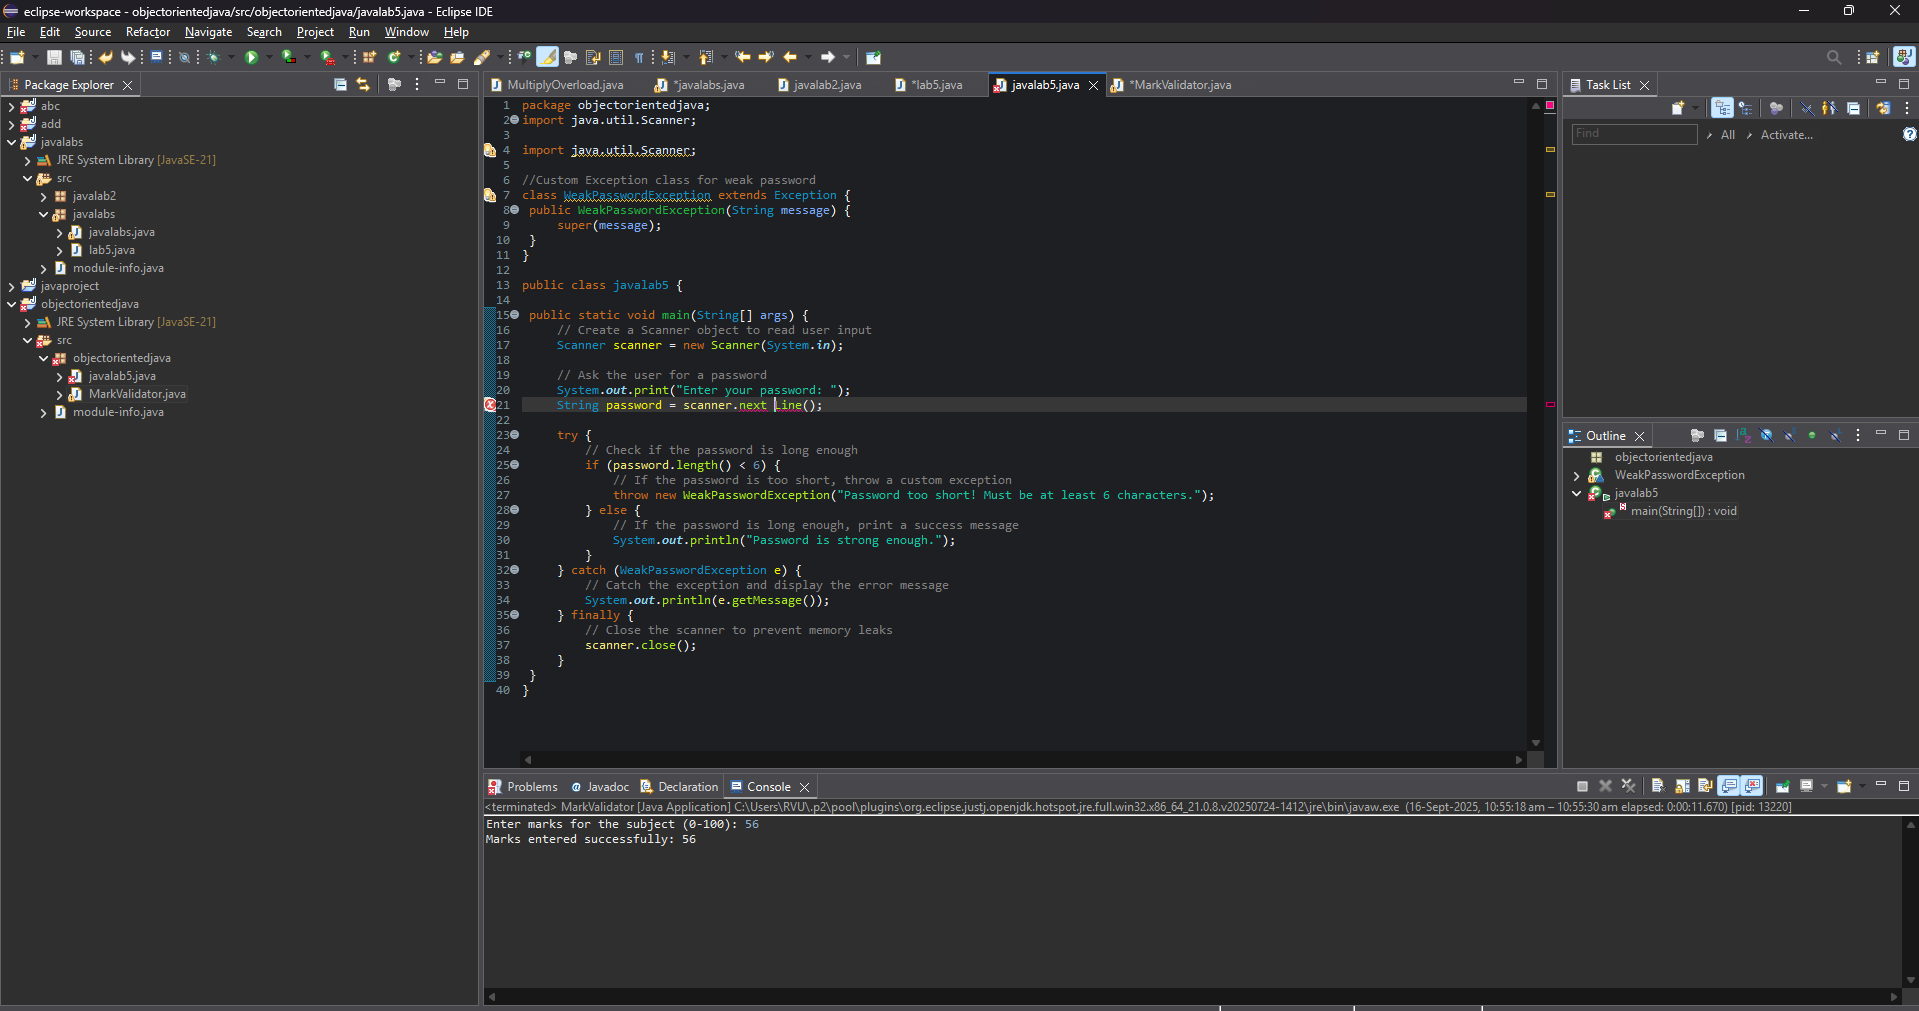 eclipse-workspace - objectorientedjava/src/objectorientedjava/javalab5.java - Eclipse IDE
File Edit Source Refactor Navigate Search Project Run Window Help
Package Explorer
abc
add
javalabs
JRE System Library [JavaSE-21]
src
javalab2
javalabs
javalabs.java
lab5.java
module-info.java
javaproject
objectorientedjava
JRE System Library [JavaSE-21]
src
objectorientedjava
javalab5.java
MarkValidator.java
module-info.java
MultiplyOverload.java *javalabs.java javalab2.java *lab5.java javalab5.java *MarkValidator.java
1 package objectorientedjava;
2 import java.util.Scanner;
3
4 import java.util.Scanner;
5
6 //Custom Exception class for weak password
7 class WeakPasswordException extends Exception {
8 public WeakPasswordException(String message) {
9 super(message);
10 }
11 }
12
13 public class javalab5 {
14
15 public static void main(String[] args) {
16 // Create a Scanner object to read user input
17 Scanner scanner = new Scanner(System.in);
18
19 // Ask the user for a password
20 System.out.print("Enter your password: ");
21 String password = scanner.next Line();
22
23 try {
24 // Check if the password is long enough
25 if (password.length() < 6) {
26 // If the password is too short, throw a custom exception
27 throw new WeakPasswordException("Password too short! Must be at least 6 characters.");
28 } else {
29 // If the password is long enough, print a success message
30 System.out.println("Password is strong enough.");
31 }
32 } catch (WeakPasswordException e) {
33 // Catch the exception and display the error message
34 System.out.println(e.getMessage());
35 } finally {
36 // Close the scanner to prevent memory leaks
37 scanner.close();
38 }
39 }
40 }
Task List
Find All Activate...
Outline
objectorientedjava
WeakPasswordException
javalab5
main(String[]) : void
Problems @ Javadoc Declaration Console
<terminated> MarkValidator [Java Application] C:\Users\RVU\.p2\pool\plugins\org.eclipse.justj.openjdk.hotspot.jre.full.win32.x86_64_21.0.8.v20250724-1412\jre\bin\javaw.exe (16-Sept-2025, 10:55:18 am – 10:55:30 am elapsed: 0:00:11.670) [pid: 13220]
Enter marks for the subject (0-100): 56
Marks entered successfully: 56